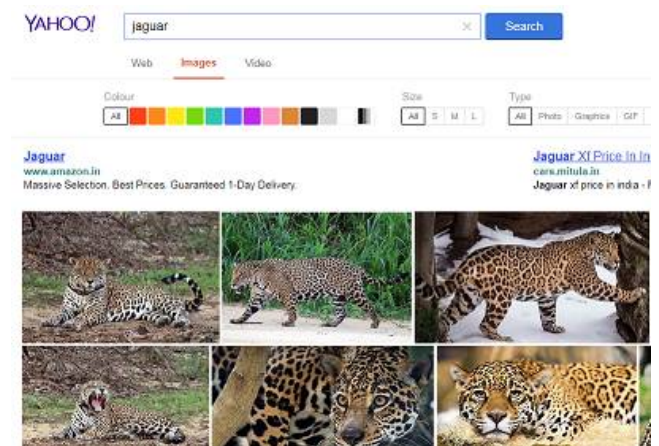 YAHOO!
jaguar
Search
Web Images Video
Colour Size Type
All All S M L All Photo Graphics GIF
Jaguar Jaguar Xf Price In In
www.amazon.in cars.mitula.in
Massive Selection. Best Prices. Guaranteed 1-Day Delivery. Jaguar xf price in india -